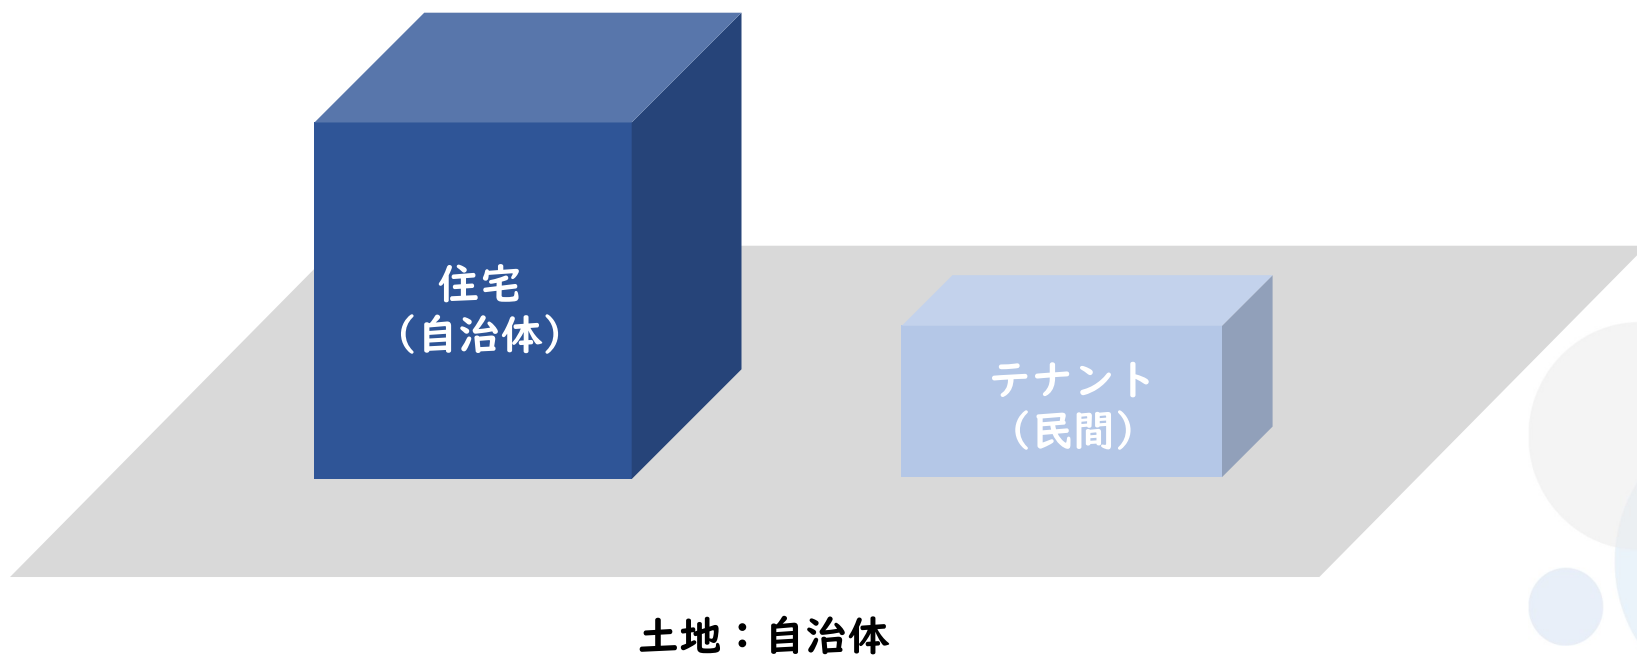 住宅
（自治体）
テナント
（民間）
土地：自治体